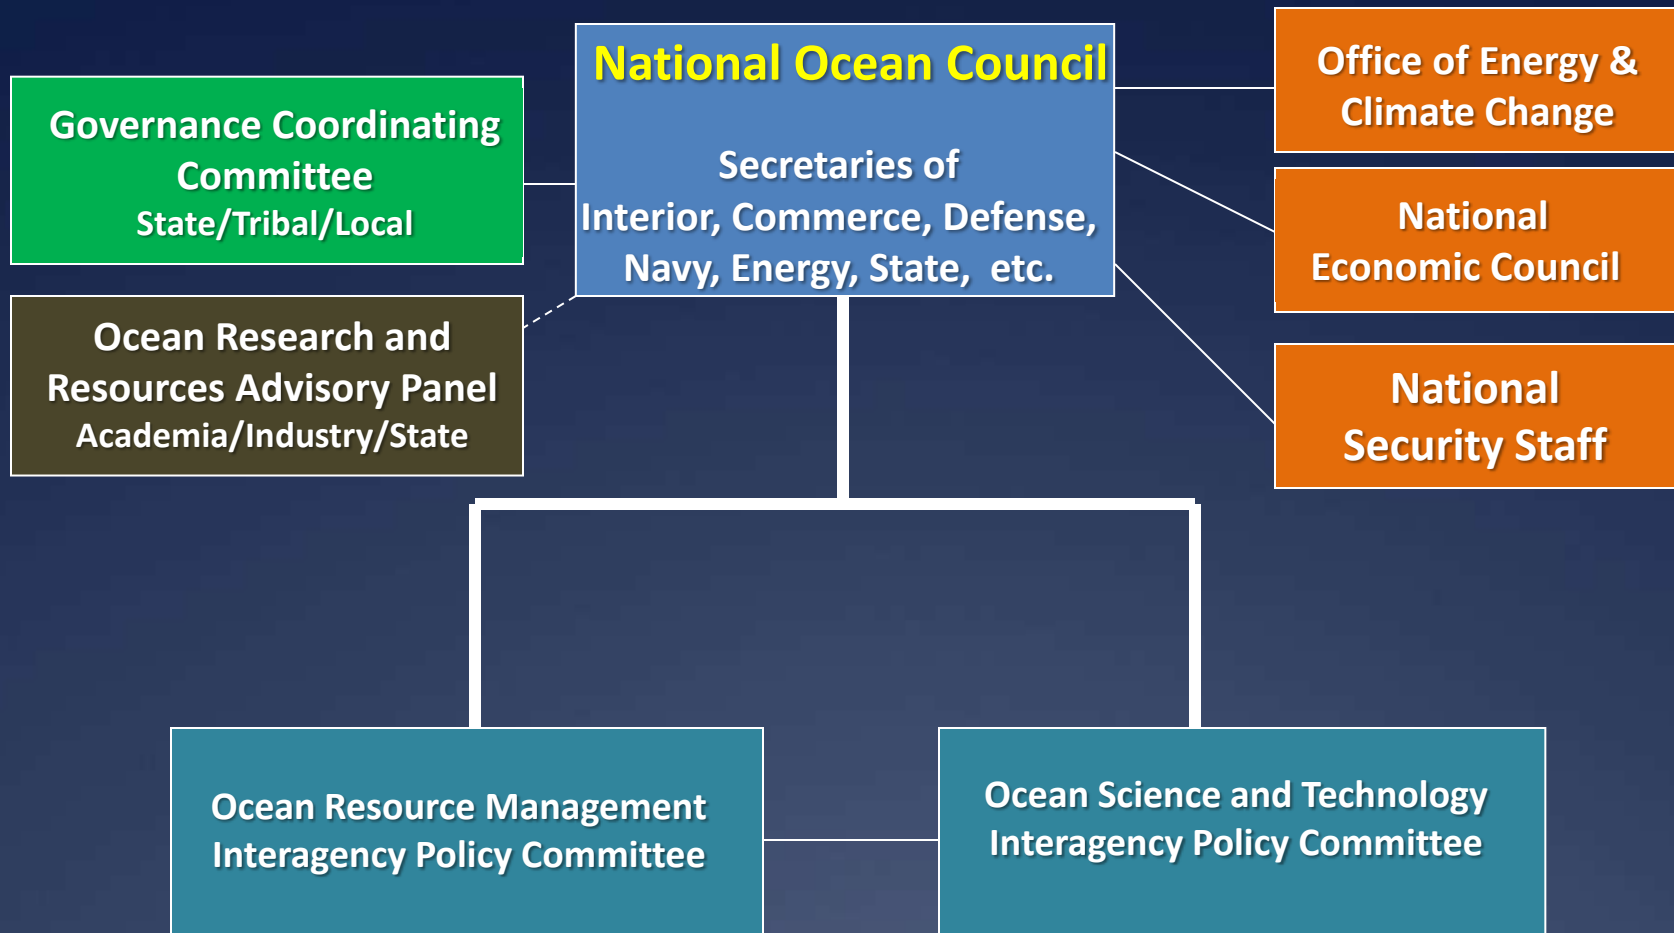 National Ocean Council
Secretaries of
Interior, Commerce, Defense,
Navy, Energy, State, etc.
Governance Coordinating
Committee
State/Tribal/Local
Ocean Research and
Resources Advisory Panel
Academia/Industry/State
Office of Energy &
Climate Change
National
Economic Council
National
Security Staff
Ocean Resource Management
Interagency Policy Committee
Ocean Science and Technology
Interagency Policy Committee